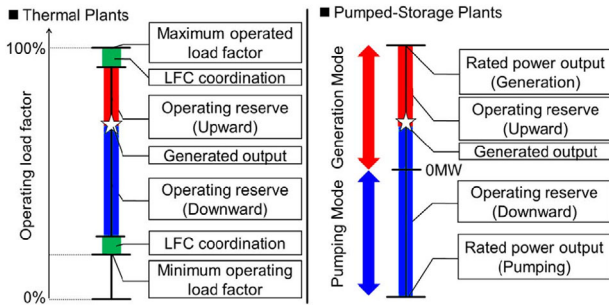 ■ Thermal Plants
100%
Operating load factor
0%
Maximum operated
load factor
LFC coordination
Operating reserve
(Upward)
Generated output
Operating reserve
(Downward)
LFC coordination
Minimum operating
load factor
■ Pumped-Storage Plants
Generation Mode
Pumping Mode
0MW
Rated power output
(Generation)
Operating reserve
(Upward)
Generated output
Operating reserve
(Downward)
Rated power output
(Pumping)